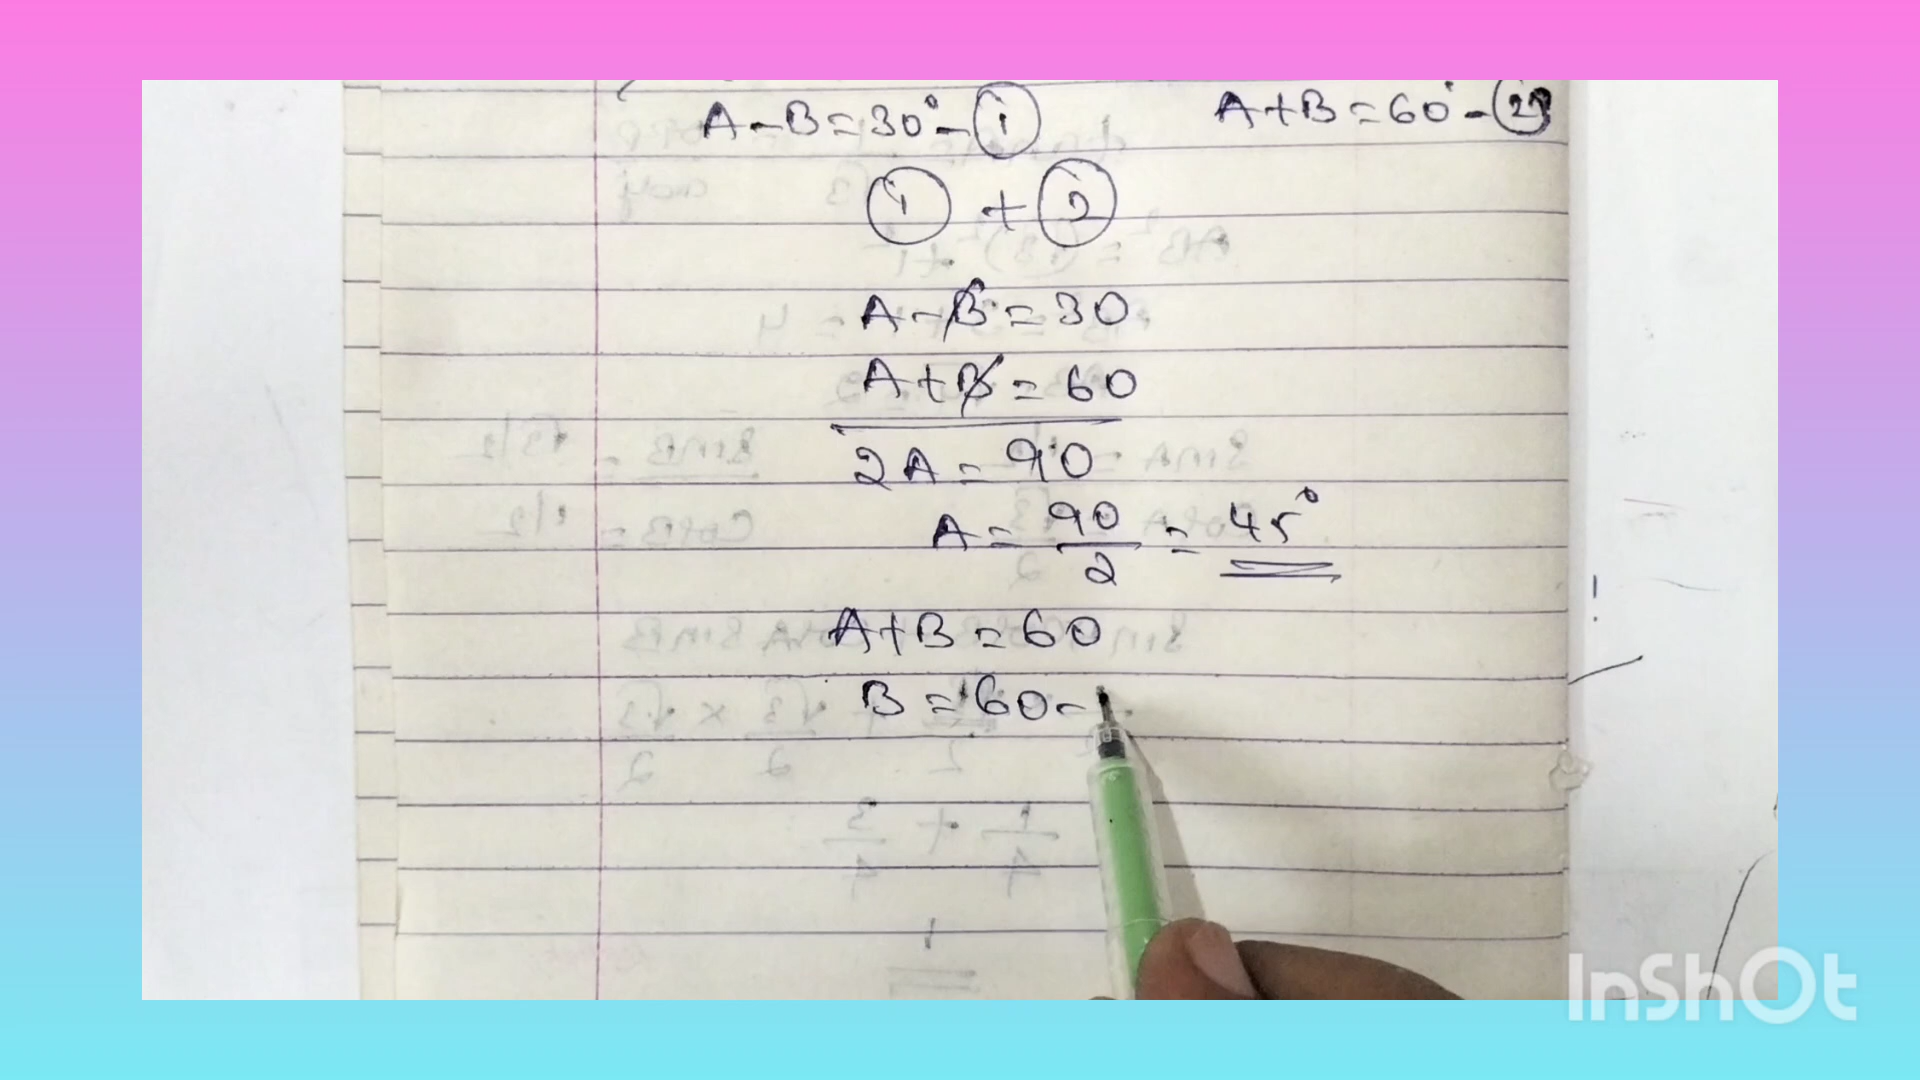 A-B=30°-① A+B=60°-②
① + ②
A-B=30
A+B=60
2A=90
A=90/2=45°
A+B=60
B=60-
InShOt